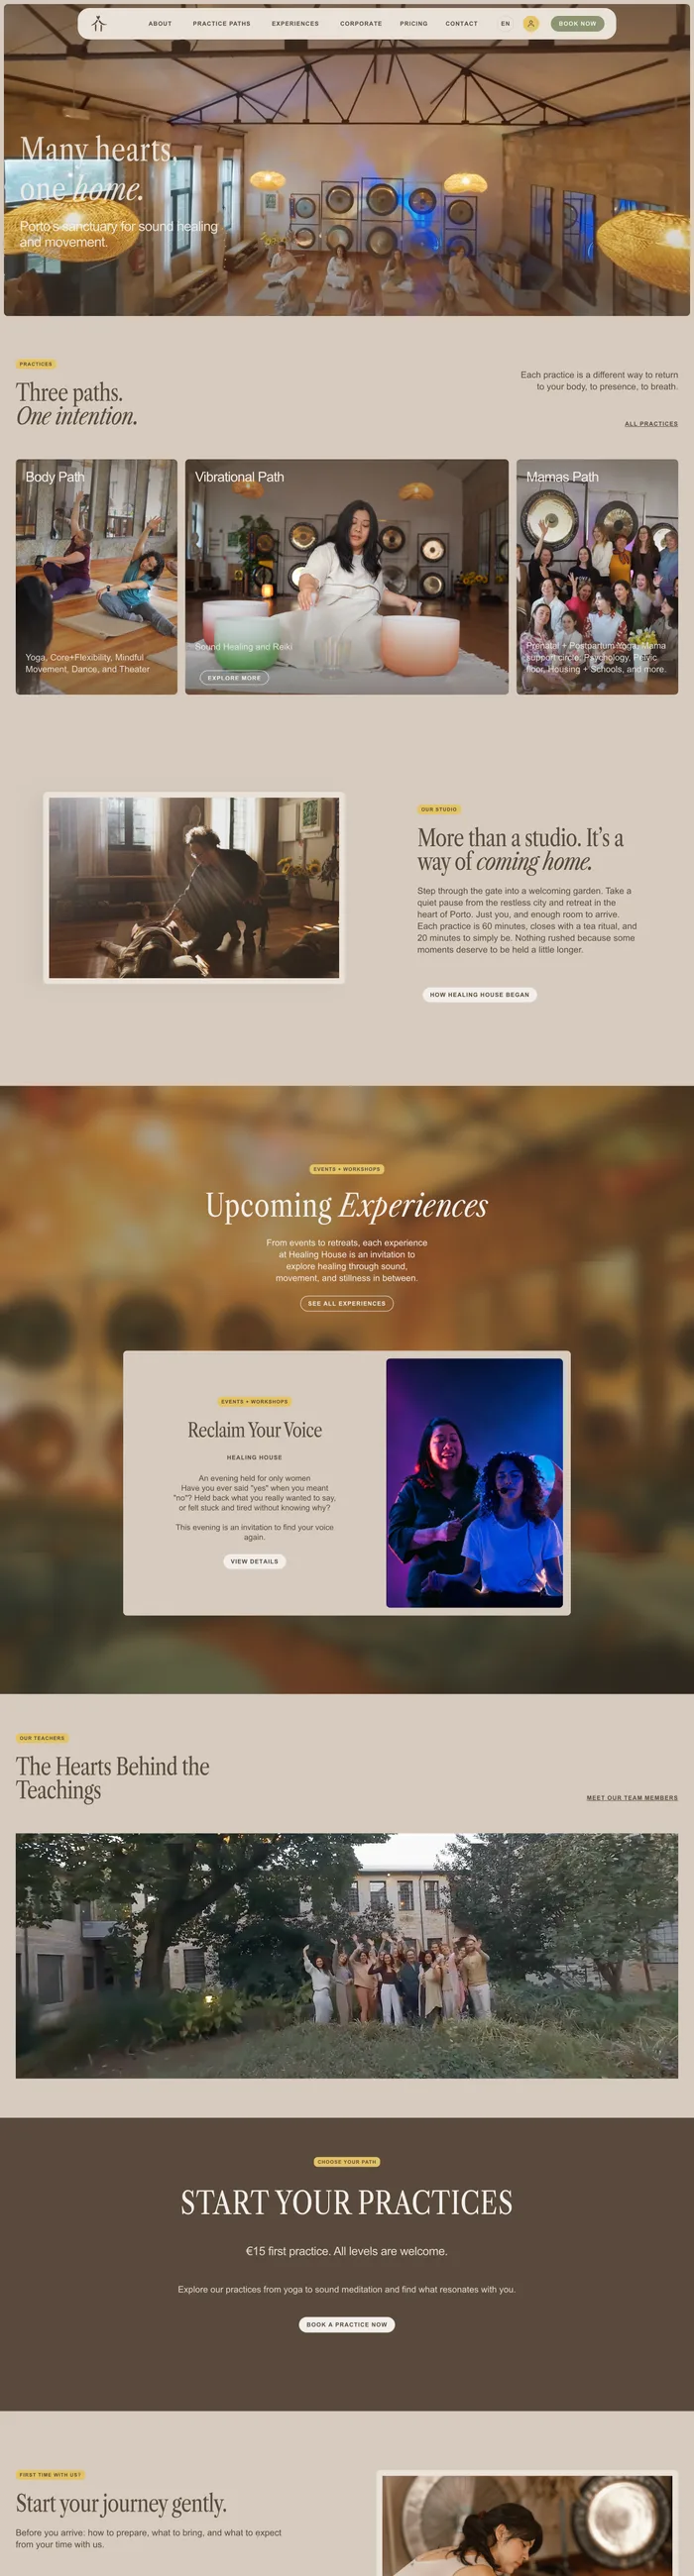 ABOUT PRACTICE PATHS EXPERIENCES CORPORATE PRICING CONTACT EN BOOK NOW
Many hearts,
one home.
Porto's sanctuary for sound healing
and movement.
PRACTICES
Three paths.
One intention.
Each practice is a different way to return
to your body, to presence, to breath.
ALL PRACTICES
Body Path
Yoga, Core+Flexibility, Mindful
Movement, Dance, and Theater
Vibrational Path
Sound Healing and Reiki
EXPLORE MORE
Mamas Path
Prenatal + Postpartum Yoga, Mama
support circle, Psychology, Pelvic
floor, Housing + Schools, and more.
OUR STUDIO
More than a studio. It's a
way of coming home.
Step through the gate into a welcoming garden. Take a
quiet pause from the restless city and retreat in the
heart of Porto. Just you, and enough room to arrive.
Each practice is 60 minutes, closes with a tea ritual, and
20 minutes to simply be. Nothing rushed because some
moments deserve to be held a little longer.
HOW HEALING HOUSE BEGAN
EVENTS + WORKSHOPS
Upcoming Experiences
From events to retreats, each experience
at Healing House is an invitation to
explore healing through sound,
movement, and stillness in between.
SEE ALL EXPERIENCES
EVENTS + WORKSHOPS
Reclaim Your Voice
HEALING HOUSE
An evening held for only women
Have you ever said "yes" when you meant
"no"? Held back what you really wanted to say,
or felt stuck and tired without knowing why?
This evening is an invitation to find your voice
again.
VIEW DETAILS
OUR TEACHERS
The Hearts Behind the
Teachings
MEET OUR TEAM MEMBERS
CHOOSE YOUR PATH
START YOUR PRACTICES
€15 first practice. All levels are welcome.
Explore our practices from yoga to sound meditation and find what resonates with you.
BOOK A PRACTICE NOW
FIRST TIME WITH US?
Start your journey gently.
Before you arrive: how to prepare, what to bring, and what to expect
from your time with us.